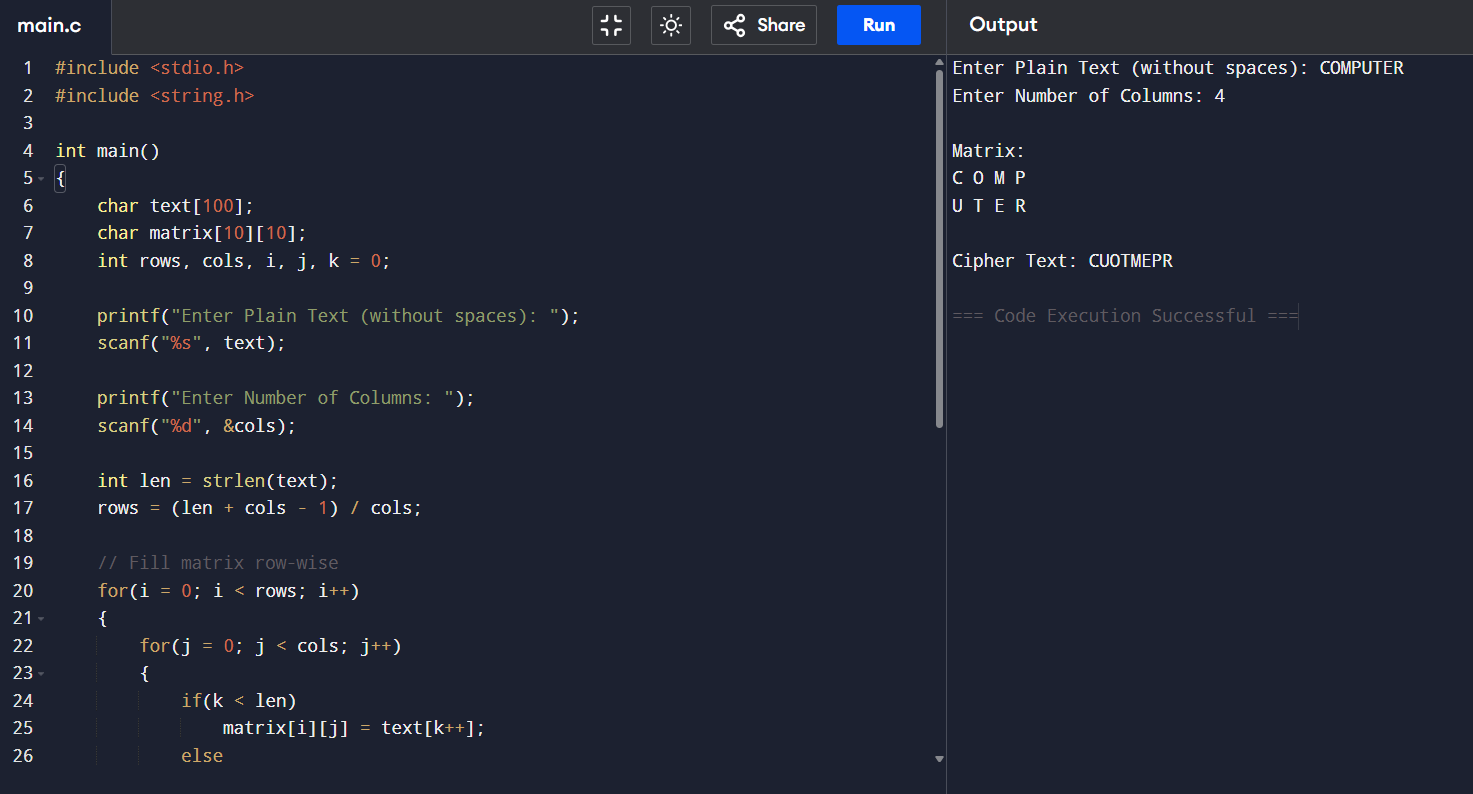 main.c
Share
Run
Output
1 #include <stdio.h>
2 #include <string.h>
3
4 int main()
5 {
6     char text[100];
7     char matrix[10][10];
8     int rows, cols, i, j, k = 0;
9
10     printf("Enter Plain Text (without spaces): ");
11     scanf("%s", text);
12
13     printf("Enter Number of Columns: ");
14     scanf("%d", &cols);
15
16     int len = strlen(text);
17     rows = (len + cols - 1) / cols;
18
19     // Fill matrix row-wise
20     for(i = 0; i < rows; i++)
21     {
22         for(j = 0; j < cols; j++)
23         {
24             if(k < len)
25                 matrix[i][j] = text[k++];
26             else
Enter Plain Text (without spaces): COMPUTER
Enter Number of Columns: 4
Matrix:
C O M P
U T E R
Cipher Text: CUOTMEPR
=== Code Execution Successful ===